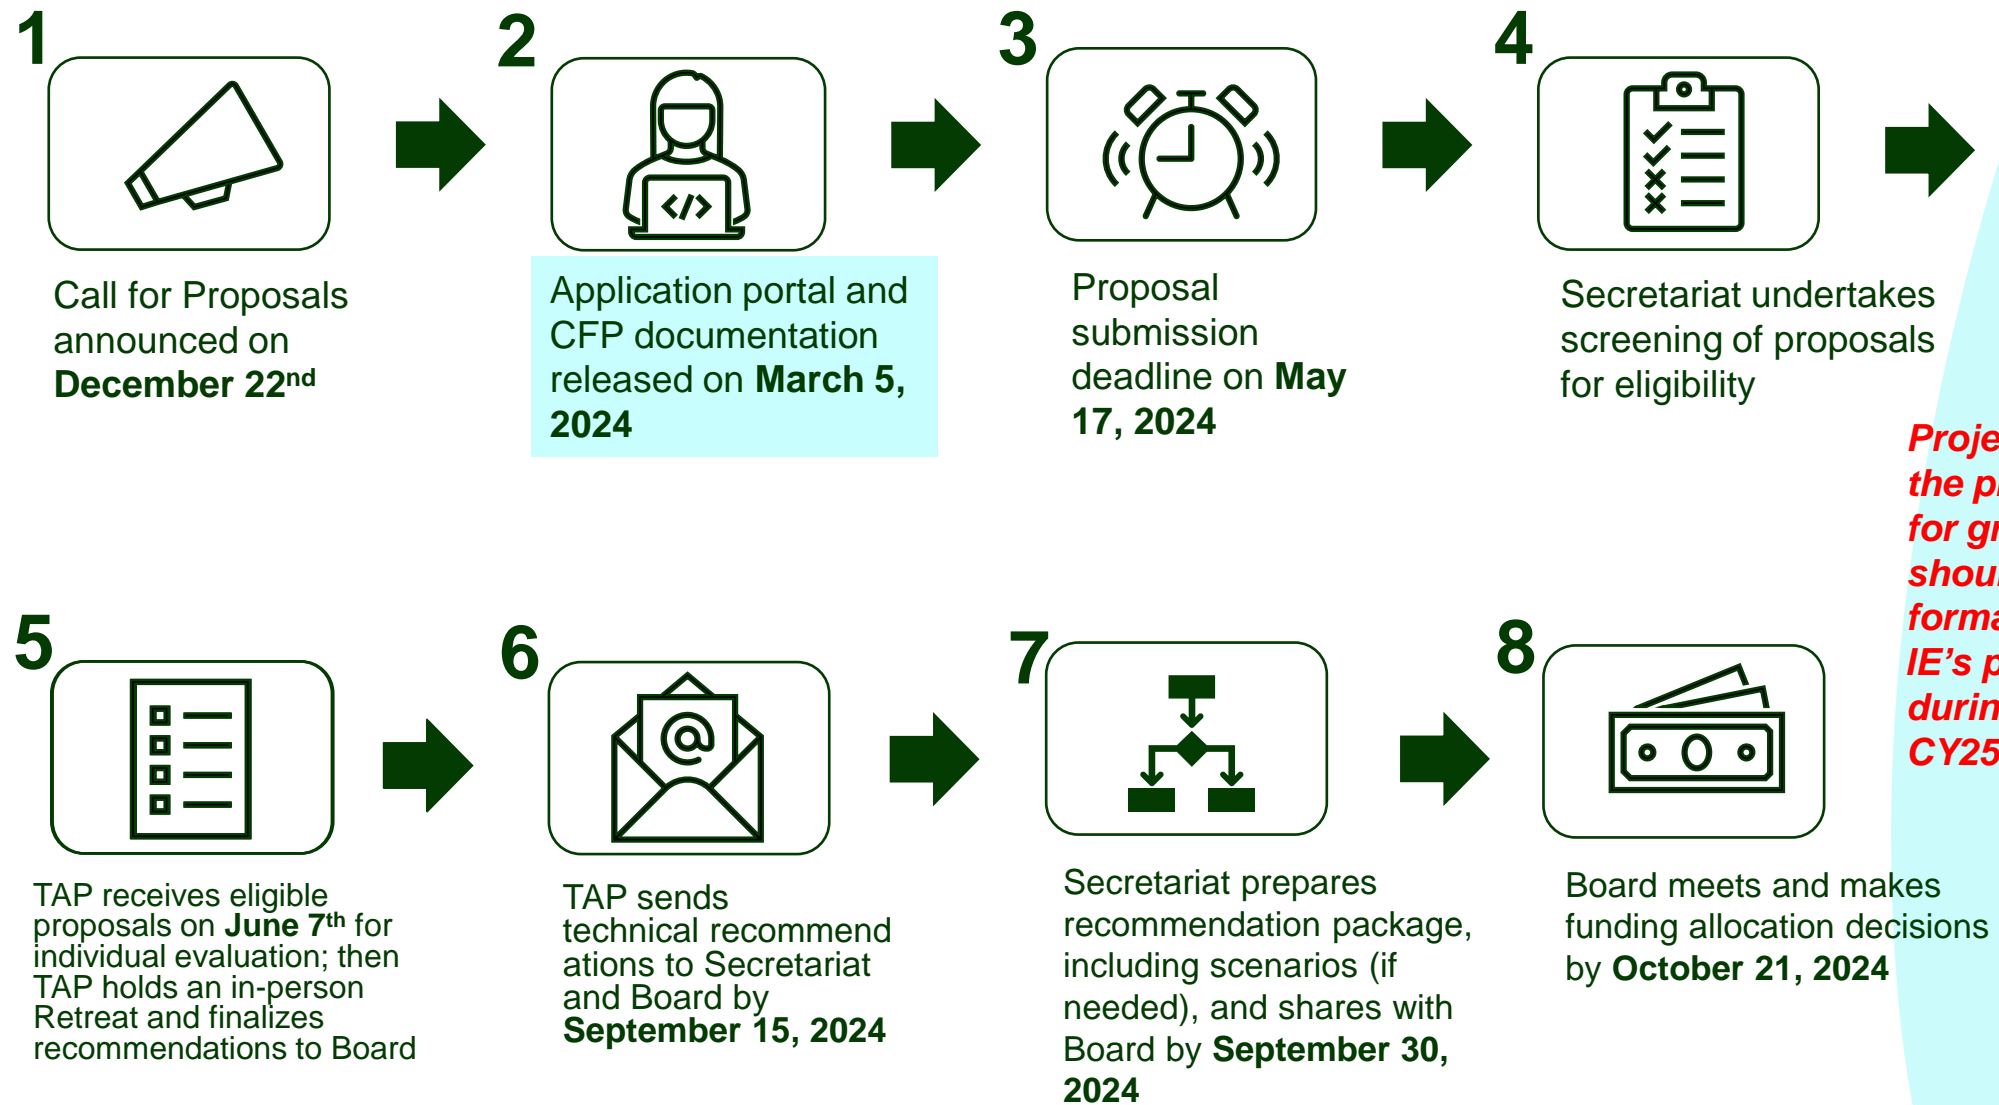 1
Call for Proposals
announced on
December 22nd
2
</>
Application portal and
CFP documentation
released on March 5,
2024
3
Proposal
submission
deadline on May
17, 2024
4
Secretariat undertakes
screening of proposals
for eligibility
5
TAP receives eligible
proposals on June 7th for
individual evaluation; then
TAP holds an in-person
Retreat and finalizes
recommendations to Board
6
@
TAP sends
technical recommend
ations to Secretariat
and Board by
September 15, 2024
7
Secretariat prepares
recommendation package,
including scenarios (if
needed), and shares with
Board by September 30,
2024
8
Board meets and makes
funding allocation decisions
by October 21, 2024
the
for
IE's
CY25